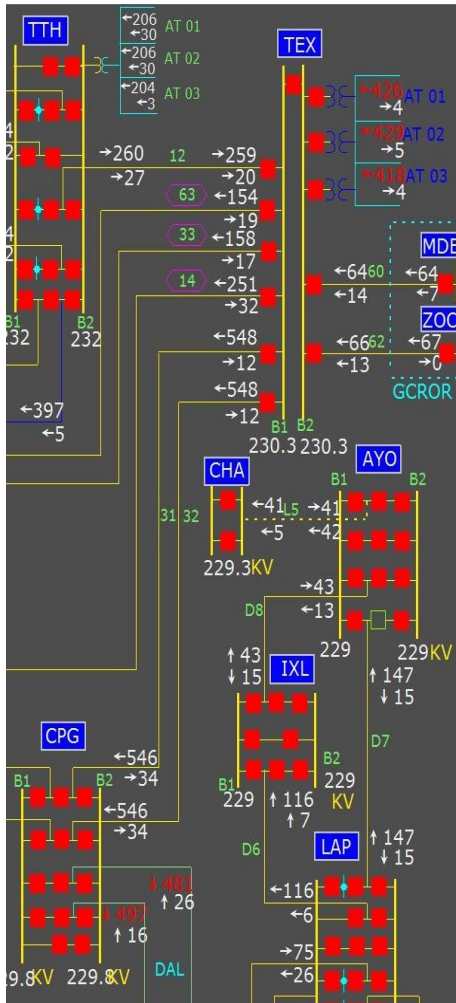 TTH
←206
←30
AT 01
←206
←30
AT 02
←204
←3
AT 03
TEX
←426
→4
AT 01
←429
→5
AT 02
←418
→4
AT 03
→260
→27
12
→259
→20
63
←154
→19
33
←158
→17
14
←251
→32
←548
→12
←548
→12
MDE
←64
60
←64
←14
←7
ZOC
←66
62
←67
←13
→0
GCROR
B1
B2
232
232
←397
←5
B1
B2
230.3
230.3
CHA
AYO
B1
B2
←41
L5
→41
←5
←42
31
32
229.3KV
→43
←13
D8
229
229KV
↑ 43
↓ 15
IXL
↑ 147
↓ 15
D7
B1
B2
229
229
KV
↑ 116
↑ 7
D6
CPG
B1
B2
←546
→34
←546
→34
LAP
↑ 147
↓ 15
←116
←6
↓ 481
↑ 26
↓ 497
↑ 16
DAL
→75
←26
29.8KV
229.8KV